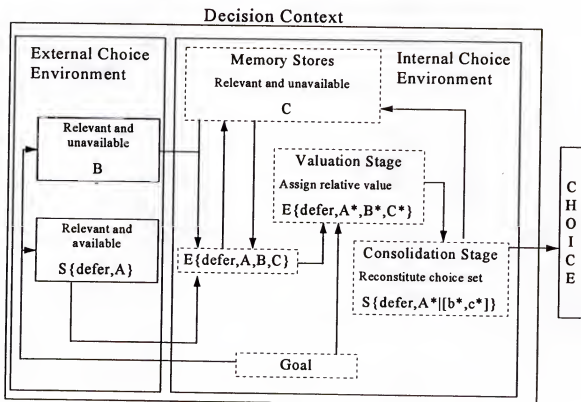 Decision Context
External Choice
Environment
Relevant and
unavailable
B
Relevant and
available
S{defer,A}
Memory Stores
Relevant and unavailable
C
Internal Choice
Environment
Valuation Stage
Assign relative value
E{defer,A*,B*,C*}
E{defer,A,B,C}
Consolidation Stage
Reconstitute choice set
S{defer,A*|[b*,c*]}
Goal
CHOICE